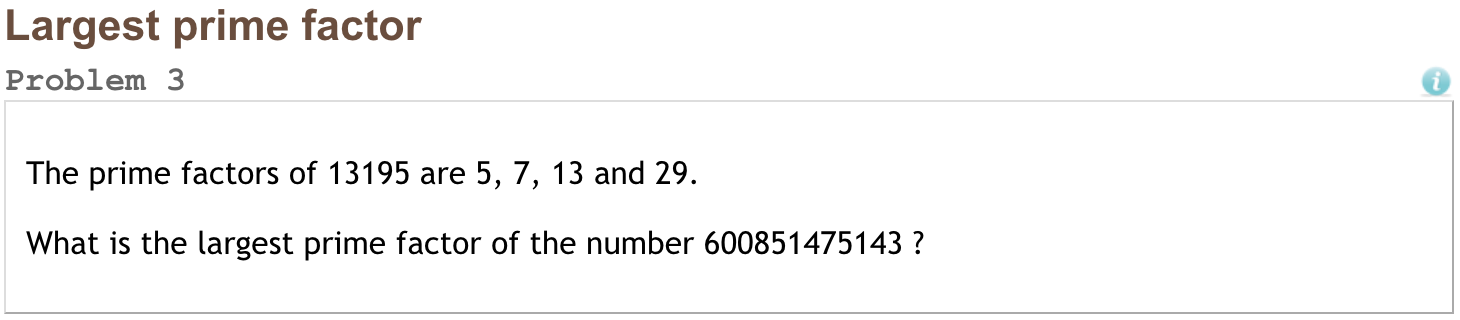 Largest prime factor
Problem 3
i
The prime factors of 13195 are 5, 7, 13 and 29.
What is the largest prime factor of the number 600851475143 ?